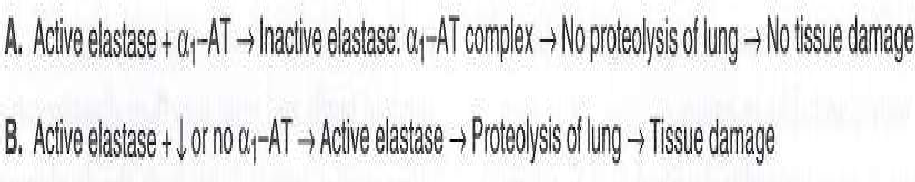 A. Active elastase + α₁–AT → Inactive elastase: α₁–AT complex → No proteolysis of lung → No tissue damage
B. Active elastase + ↓ or no α₁–AT → Active elastase → Proteolysis of lung → Tissue damage